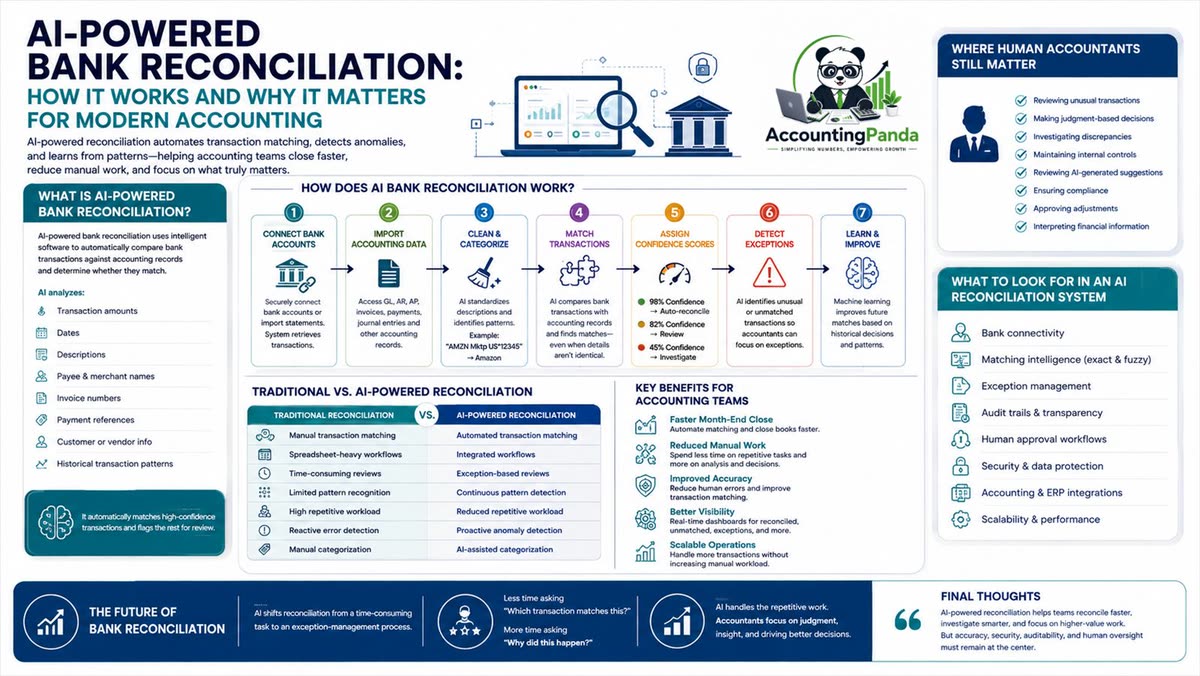 AI-POWERED
BANK RECONCILIATION:
HOW IT WORKS AND WHY IT MATTERS
FOR MODERN ACCOUNTING
AI-powered reconciliation automates transaction matching, detects anomalies,
and learns from patterns—helping accounting teams close faster,
reduce manual work, and focus on what truly matters.
AccountingPanda
SIMPLIFYING NUMBERS, EMPOWERING GROWTH
WHAT IS AI-POWERED
BANK RECONCILIATION?
AI-powered bank reconciliation uses intelligent
software to automatically compare bank
transactions against accounting records
and determine whether they match.
AI analyzes:
Transaction amounts
Dates
Descriptions
Payee & merchant names
Invoice numbers
Payment references
Customer or vendor info
Historical transaction patterns
It automatically matches high-confidence
transactions and flags the rest for review.
HOW DOES AI BANK RECONCILIATION WORK?
1
CONNECT BANK
ACCOUNTS
Securely connect
bank accounts or
import statements.
System retrieves
transactions.
2
IMPORT
ACCOUNTING DATA
Access GL, AR, AP,
invoices, payments,
journal entries and
other accounting
records.
3
CLEAN &
CATEGORIZE
AI standardizes
descriptions and
identifies patterns.
Example:
"AMZN Mktp US*12345"
→ Amazon
4
MATCH
TRANSACTIONS
AI compares bank
transactions with
accounting records
and finds matches—
even when details
aren't identical.
5
ASSIGN
CONFIDENCE SCORES
98% Confidence
→ Auto-reconcile
82% Confidence
→ Review
45% Confidence
→ Investigate
6
DETECT
EXCEPTIONS
AI identifies unusual
or unmatched
transactions so
accountants can
focus on exceptions.
7
LEARN &
IMPROVE
Machine learning
improves future
matches based on
historical decisions
and patterns.
TRADITIONAL VS. AI-POWERED RECONCILIATION
TRADITIONAL RECONCILIATION VS. AI-POWERED RECONCILIATION
Manual transaction matching Automated transaction matching
Spreadsheet-heavy workflows Integrated workflows
Time-consuming reviews Exception-based reviews
Limited pattern recognition Continuous pattern detection
High repetitive workload Reduced repetitive workload
Reactive error detection Proactive anomaly detection
Manual categorization AI-assisted categorization
KEY BENEFITS FOR
ACCOUNTING TEAMS
Faster Month-End Close
Automate matching and close books faster.
Reduced Manual Work
Spend less time on repetitive tasks and
more on analysis and decisions.
Improved Accuracy
Reduce human errors and improve
transaction matching.
Better Visibility
Real-time dashboards for reconciled,
unmatched, exceptions, and more.
Scalable Operations
Handle more transactions without
increasing manual workload.
WHERE HUMAN ACCOUNTANTS
STILL MATTER
Reviewing unusual transactions
Making judgment-based decisions
Investigating discrepancies
Maintaining internal controls
Reviewing AI-generated suggestions
Ensuring compliance
Approving adjustments
Interpreting financial information
WHAT TO LOOK FOR IN AN AI
RECONCILIATION SYSTEM
Bank connectivity
Matching intelligence (exact & fuzzy)
Exception management
Audit trails & transparency
Human approval workflows
Security & data protection
Accounting & ERP integrations
Scalability & performance
THE FUTURE OF
BANK RECONCILIATION
AI shifts reconciliation from a time-consuming
task to an exception-management process.
Less time asking
"Which transaction matches this?"
More time asking
"Why did this happen?"
AI handles the repetitive work.
Accountants focus on judgment,
insight, and driving better decisions.
FINAL THOUGHTS
AI-powered reconciliation helps teams reconcile faster,
investigate smarter, and focus on higher-value work.
But accuracy, security, auditability, and human oversight
must remain at the center.